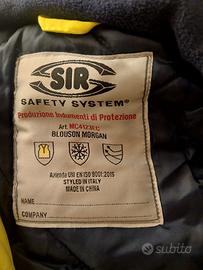 SIR
SAFETY SYSTEM®
Produzione Indumenti di Protezione
Art.
BLOUSON MORGAN
Azienda UNI EN ISO 9001:2015
STYLED IN ITALY
MADE IN CHINA
NAME
COMPANY
subito